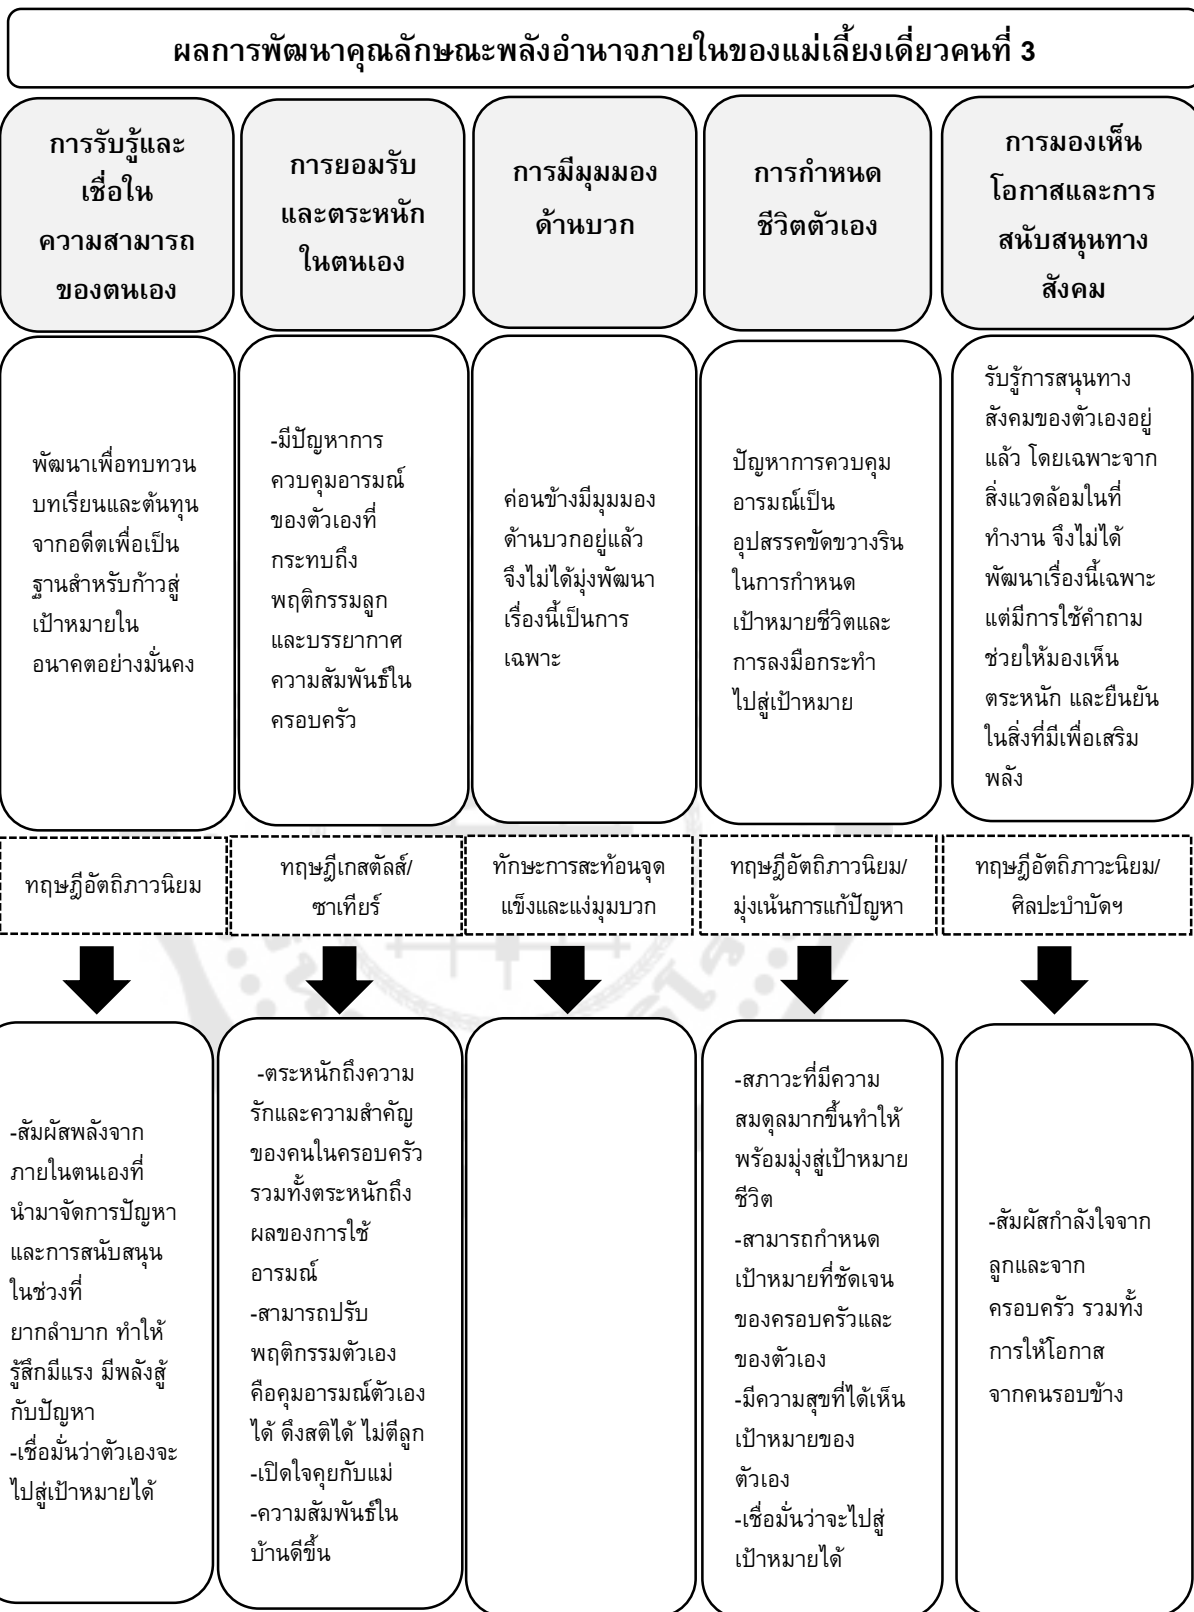 ผลการพัฒนาคุณลักษณะพลังอำนาจภายในของแม่เลี้ยงเดี่ยวคนที่ 3
การรับรู้และ
เชื่อใน
ความสามารถ
ของตนเอง
การยอมรับ
และตระหนัก
ในตนเอง
การมีมุมมอง
ด้านบวก
การกำหนด
ชีวิตตัวเอง
การมองเห็น
โอกาสและการ
สนับสนุนทาง
สังคม
พัฒนาเพื่อทบทวน
บทเรียนและต้นทุน
จากอดีตเพื่อเป็น
ฐานสำหรับก้าวสู่
เป้าหมายใน
อนาคตอย่างมั่นคง
-มีปัญหาการ
ควบคุมอารมณ์
ของตัวเองที่
กระทบถึง
พฤติกรรมลูก
และบรรยากาศ
ความสัมพันธ์ใน
ครอบครัว
ค่อนข้างมีมุมมอง
ด้านบวกอยู่แล้ว
จึงไม่ได้มุ่งพัฒนา
เรื่องนี้เป็นการ
เฉพาะ
ปัญหาการควบคุม
อารมณ์เป็น
อุปสรรคขัดขวางริน
ในการกำหนด
เป้าหมายชีวิตและ
การลงมือกระทำ
ไปสู่เป้าหมาย
รับรู้การสนุนทาง
สังคมของตัวเองอยู่
แล้ว โดยเฉพาะจาก
สิ่งแวดล้อมในที่
ทำงาน จึงไม่ได้
พัฒนาเรื่องนี้เฉพาะ
แต่มีการใช้คำถาม
ช่วยให้มองเห็น
ตระหนัก และยืนยัน
ในสิ่งที่มีเพื่อเสริม
พลัง
ทฤษฎีอัตถิภาวนิยม
ทฤษฎีเกสตัลส์/
ซาเทียร์
ทักษะการสะท้อนจุด
แข็งและแง่มุมบวก
ทฤษฎีอัตถิภาวนิยม/
มุ่งเน้นการแก้ปัญหา
ทฤษฎีอัตถิภาวะนิยม/
ศิลปะบำบัดฯ
-สัมผัสพลังจาก
ภายในตนเองที่
นำมาจัดการปัญหา
และการสนับสนุน
ในช่วงที่
ยากลำบาก ทำให้
รู้สึกมีแรง มีพลังสู้
กับปัญหา
-เชื่อมั่นว่าตัวเองจะ
ไปสู่เป้าหมายได้
-ตระหนักถึงความ
รักและความสำคัญ
ของคนในครอบครัว
รวมทั้งตระหนักถึง
ผลของการใช้
อารมณ์
-สามารถปรับ
พฤติกรรมตัวเอง
คือคุมอารมณ์ตัวเอง
ได้ ดึงสติได้ ไม่ตีลูก
-เปิดใจคุยกับแม่
-ความสัมพันธ์ใน
บ้านดีขึ้น
-สภาวะที่มีความ
สมดุลมากขึ้นทำให้
พร้อมมุ่งสู่เป้าหมาย
ชีวิต
-สามารถกำหนด
เป้าหมายที่ชัดเจน
ของครอบครัวและ
ของตัวเอง
-มีความสุขที่ได้เห็น
เป้าหมายของ
ตัวเอง
-เชื่อมั่นว่าจะไปสู่
เป้าหมายได้
-สัมผัสกำลังใจจาก
ลูกและจาก
ครอบครัว รวมทั้ง
การให้โอกาส
จากคนรอบข้าง